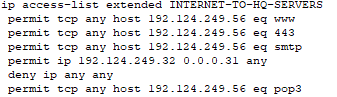 ip access-list extended INTERNET-TO-HQ-SERVERS
permit tcp any host 192.124.249.56 eq www
permit tcp any host 192.124.249.56 eq 443
permit tcp any host 192.124.249.56 eq smtp
permit ip 192.124.249.32 0.0.0.31 any
deny ip any any
permit tcp any host 192.124.249.56 eq pop3